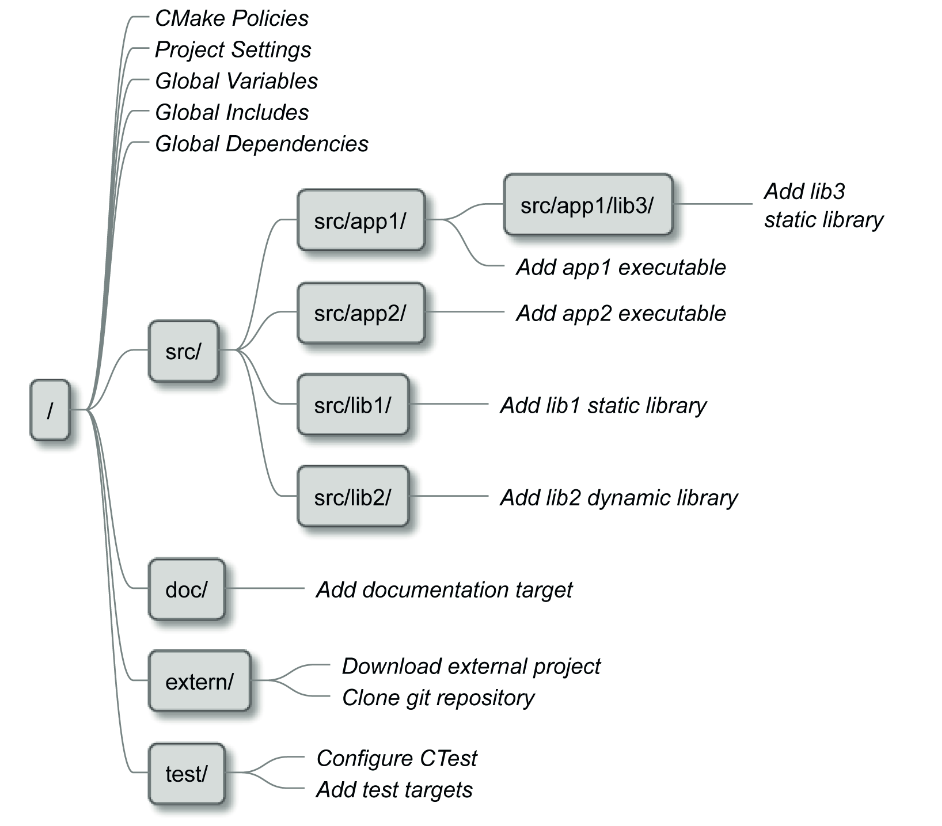 CMake Policies
Project Settings
Global Variables
Global Includes
Global Dependencies
src/app1/
src/app1/lib3/
Add lib3
static library
Add app1 executable
src/app2/
Add app2 executable
src/
src/lib1/
Add lib1 static library
/
src/lib2/
Add lib2 dynamic library
doc/
Add documentation target
extern/
Download external project
Clone git repository
test/
Configure CTest
Add test targets